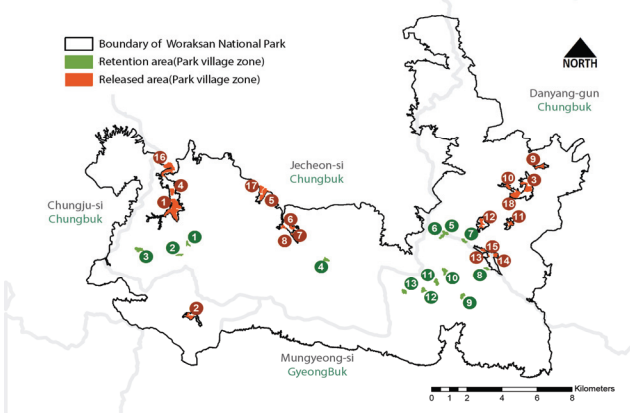 Boundary of Woraksan National Park
Retention area(Park village zone)
Released area(Park village zone)
NORTH
Danyang-gun
Chungbuk
9
16
10
3
17
Jecheon-si
Chungbuk
4
5
18
Chungju-si
Chungbuk
1
6
12
11
6
5
7
1
8
7
2
15
3
13
14
4
11
10
8
13
12
9
2
Mungyeong-si
GyeongBuk
Kilometers
0 1 2 4 6 8